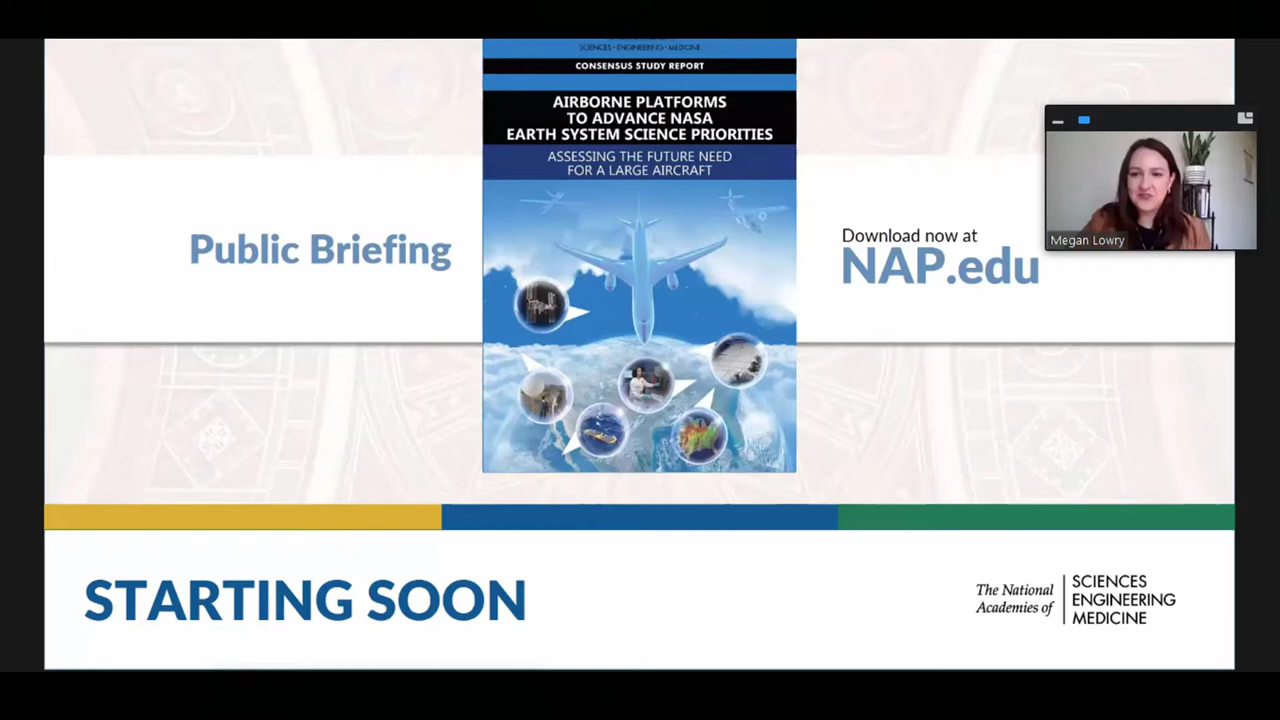 SCIENCES • ENGINEERING • MEDICINE
CONSENSUS STUDY REPORT
AIRBORNE PLATFORMS
TO ADVANCE NASA
EARTH SYSTEM SCIENCE PRIORITIES
ASSESSING THE FUTURE NEED
FOR A LARGE AIRCRAFT
Public Briefing
Download now at
NAP.edu
Megan Lowry
STARTING SOON
The National
Academies of
SCIENCES
ENGINEERING
MEDICINE